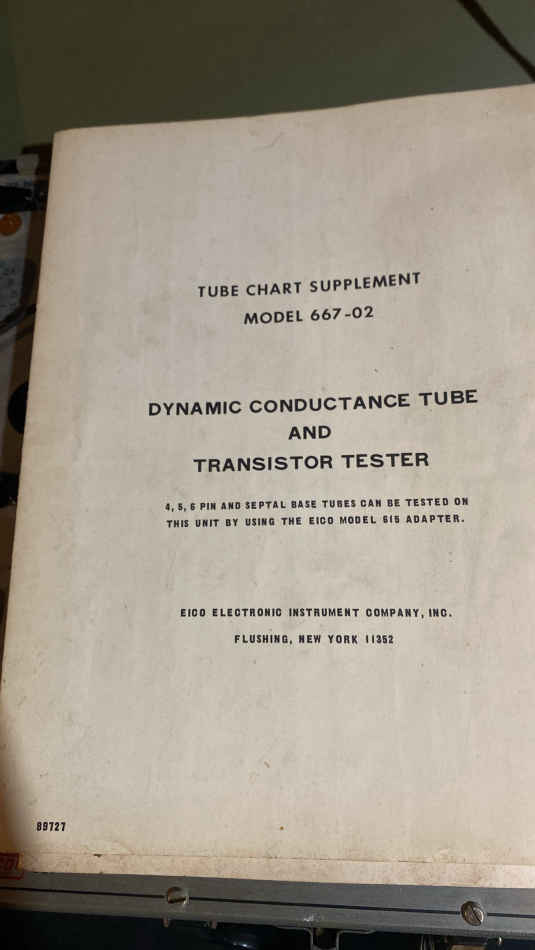 TUBE CHART SUPPLEMENT
MODEL 667-02
DYNAMIC CONDUCTANCE TUBE
AND
TRANSISTOR TESTER
4, 5, 6 PIN AND SEPTAL BASE TUBES CAN BE TESTED ON
THIS UNIT BY USING THE EICO MODEL 615 ADAPTER.
EICO ELECTRONIC INSTRUMENT COMPANY, INC.
FLUSHING, NEW YORK 11352
89727